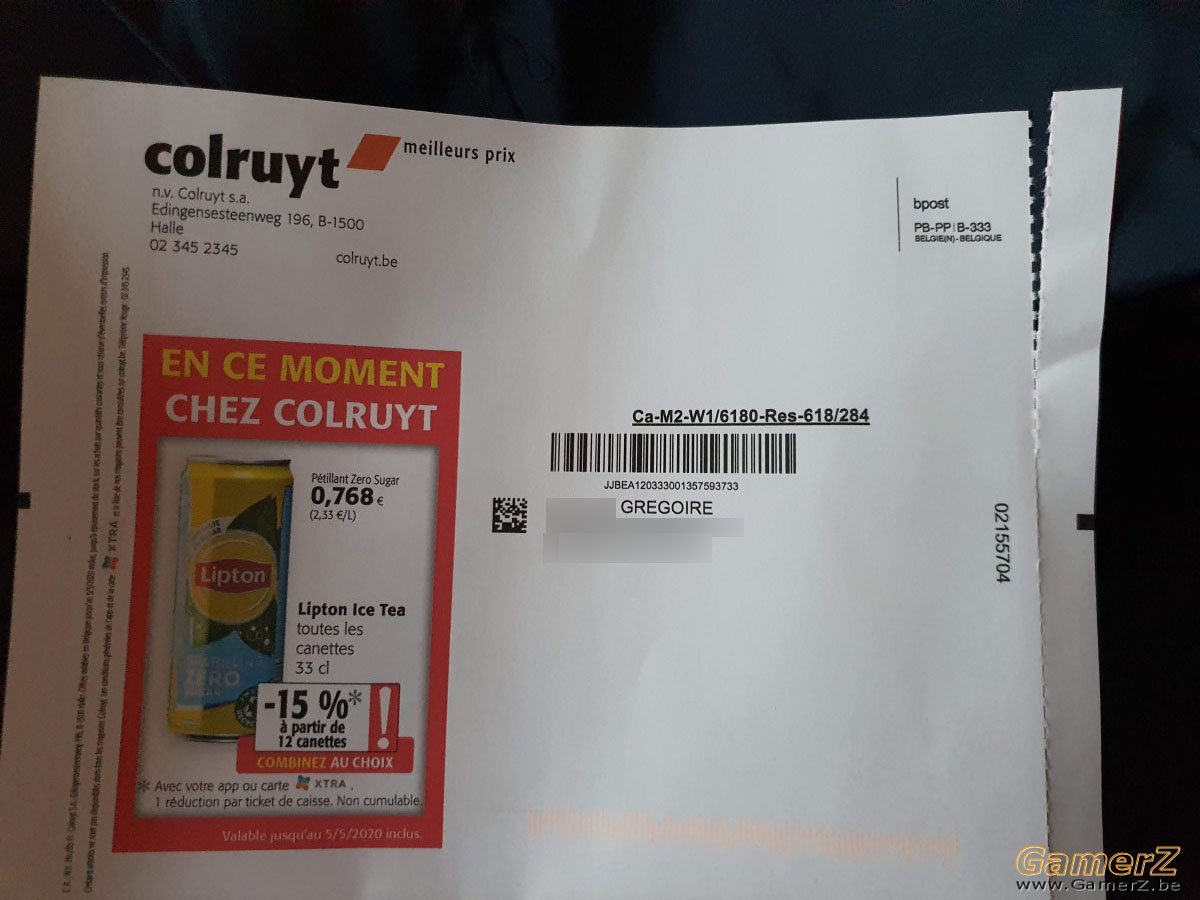 colruyt meilleurs prix
n.v. Colruyt s.a.
Edingensesteenweg 196, B-1500
Halle
02 345 2345
colruyt.be
bpost
PB-PP | B-333
BELGIE(N) - BELGIQUE
EN CE MOMENT
CHEZ COLRUYT
Pétillant Zero Sugar
0,768 €
(2,33 €/L)
Lipton
ZERO
SUGAR
Lipton Ice Tea
toutes les
canettes
33 cl
-15 %* !
à partir de
12 canettes
COMBINEZ AU CHOIX
* Avec votre app ou carte XTRA ,
1 réduction par ticket de caisse. Non cumulable.
Valable jusqu'au 5/5/2020 inclus.
Ca-M2-W1/6180-Res-618/284
JJBEA120333001357593733
GREGOIRE
02155704
GamerZ
www.GamerZ.be